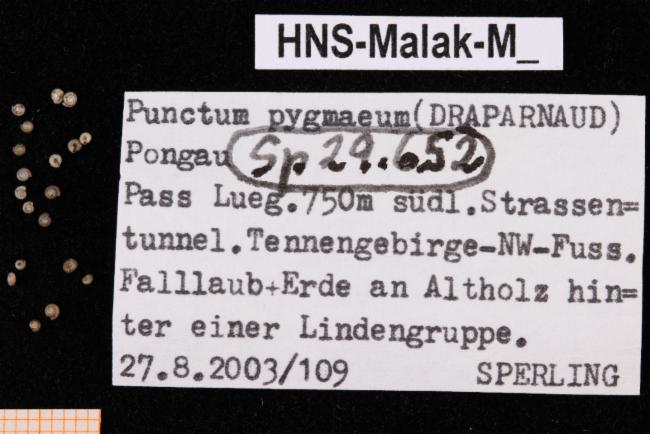 HNS-Malak-M_
Punctum pygmaeum(DRAPARNAUD)
Pongau Sp.29.652
Pass Lueg.750m südl.Strassen=
tunnel.Tennengebirge-NW-Fuss.
Falllaub+Erde an Altholz hin=
ter einer Lindengruppe.
27.8.2003/109 SPERLING